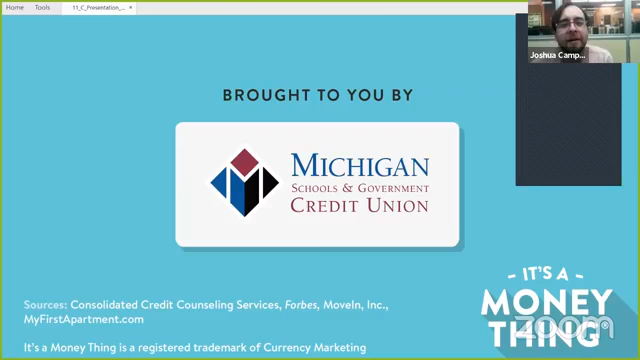 Home Tools 11_C_Presentation_... ×
Joshua Camp...
BROUGHT TO YOU BY
MICHIGAN
SCHOOLS & GOVERNMENT
CREDIT UNION
- IT'S A -
MONEY
THING®
zoom
Sources: Consolidated Credit Counseling Services, Forbes, MoveIn, Inc.,
MyFirstApartment.com
It's a Money Thing is a registered trademark of Currency Marketing